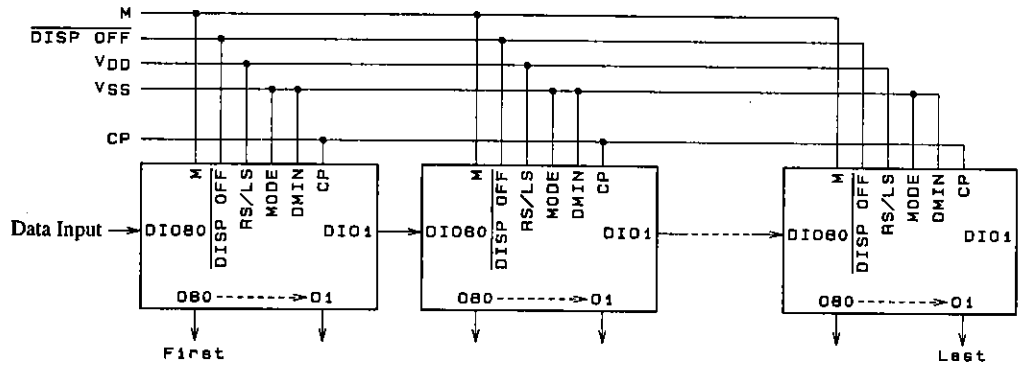 M
DISP OFF
VDD
VSS
CP
M
DISP OFF
RS/LS
MODE
DMIN
CP
M
DISP OFF
RS/LS
MODE
DMIN
CP
M
DISP OFF
RS/LS
MODE
DMIN
CP
Data Input
DIO80
DIO1
DIO80
DIO1
DIO80
DIO1
O80
O1
O80
O1
O80
O1
First
Last